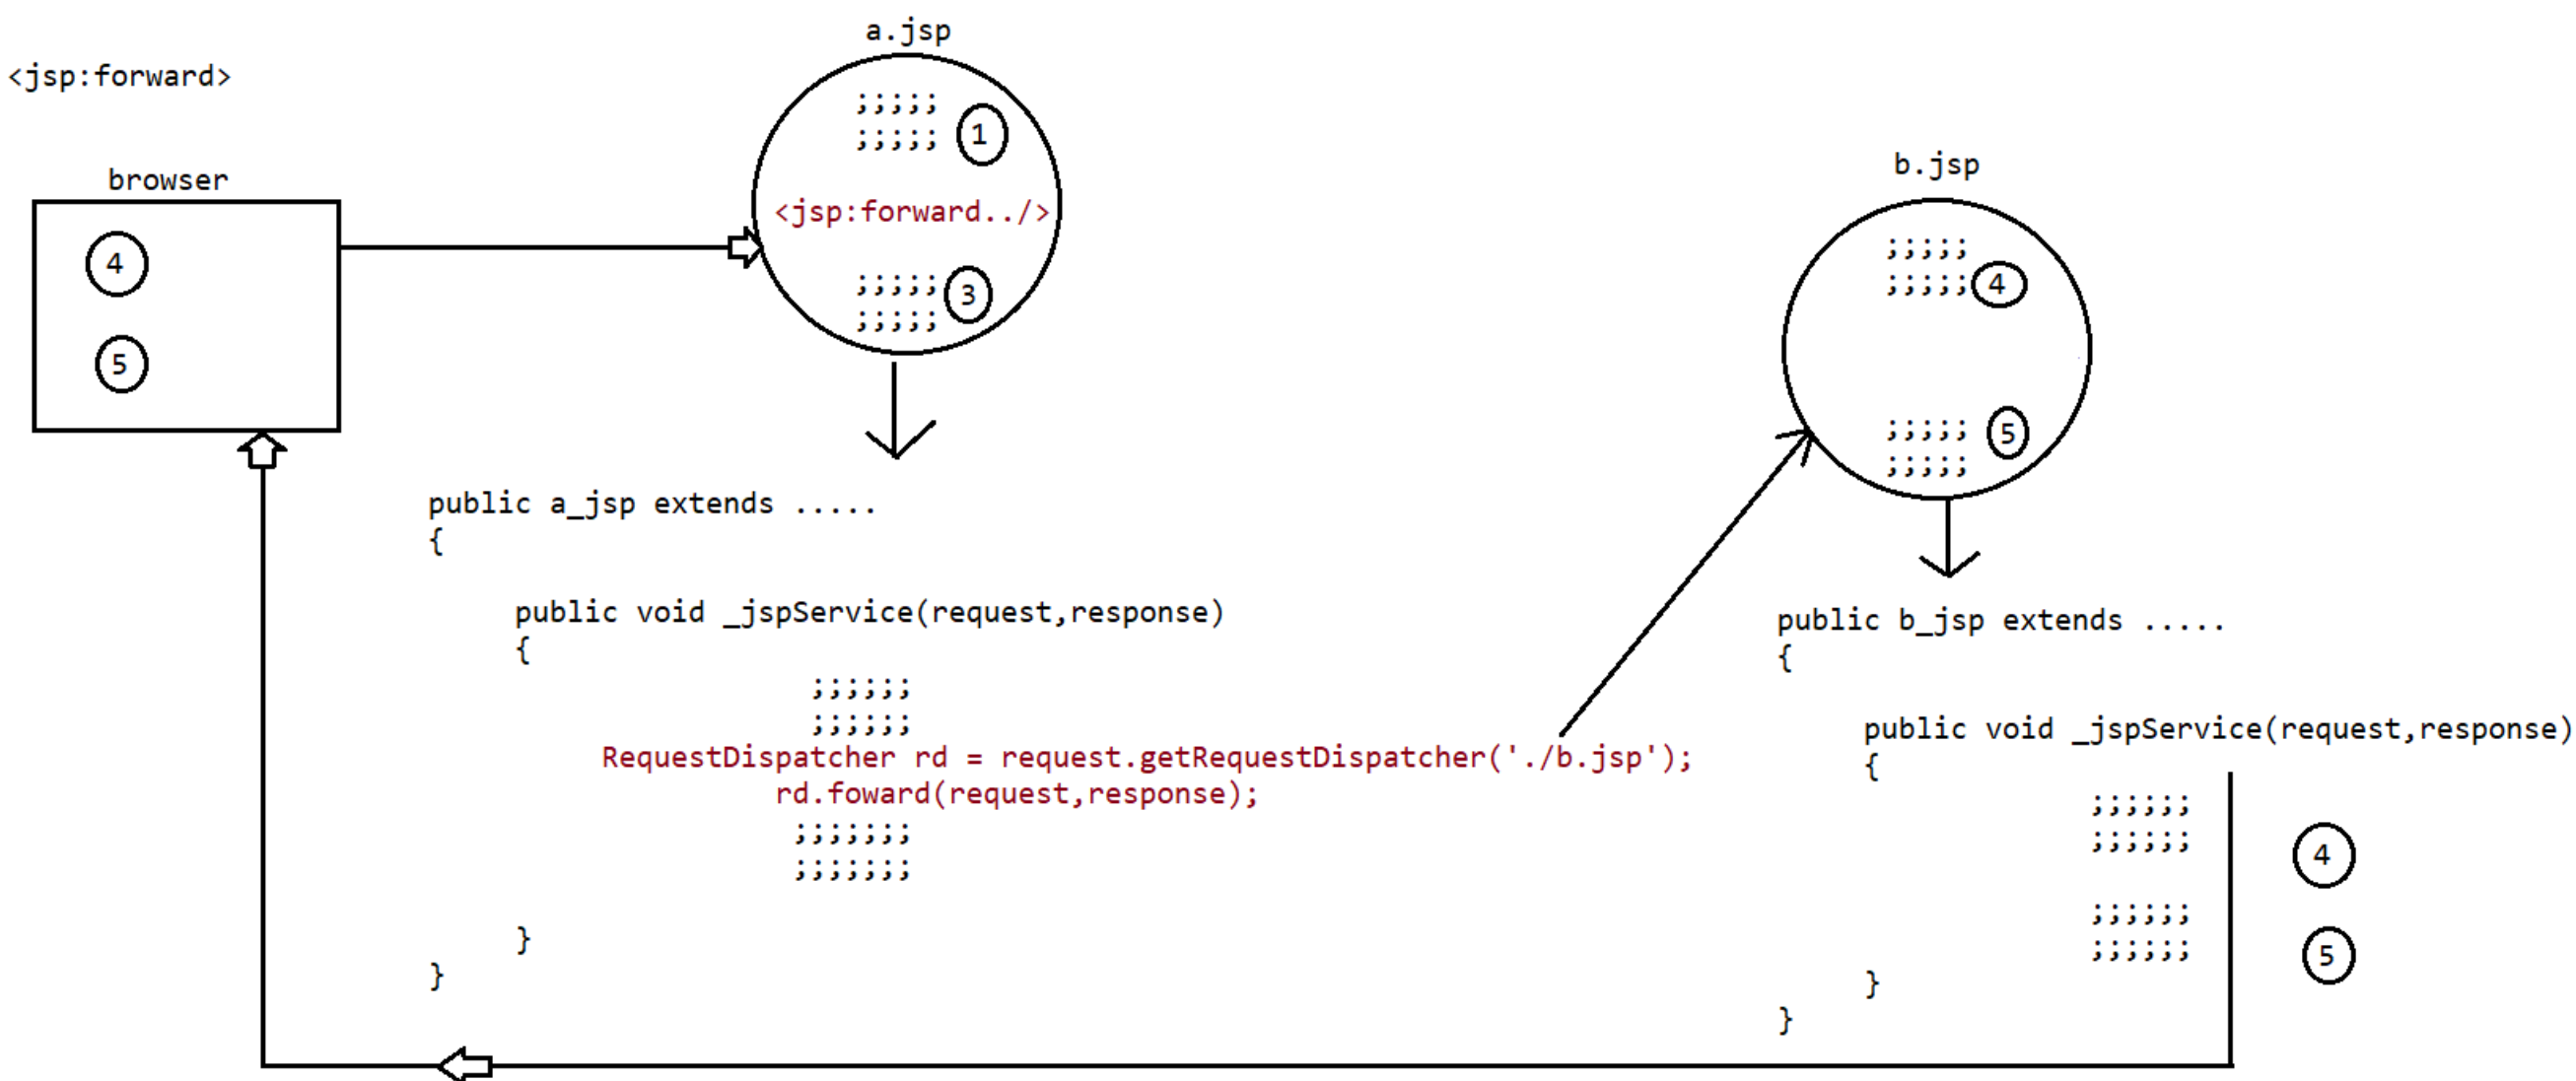 <jsp:forward>
browser
4
5
a.jsp
;;;;;
;;;;;
1
<jsp:forward../>
;;;;;
;;;;;
3
public a_jsp extends .....
{
public void _jspService(request,response)
{
;;;;;;
;;;;;;
RequestDispatcher rd = request.getRequestDispatcher('./b.jsp');
rd.foward(request,response);
;;;;;;;
;;;;;;;
}
}
b.jsp
;;;;;
;;;;;
4
;;;;;
;;;;;
5
public b_jsp extends .....
{
public void _jspService(request,response)
{
;;;;;;
;;;;;;
4
;;;;;;
;;;;;;
5
}
}